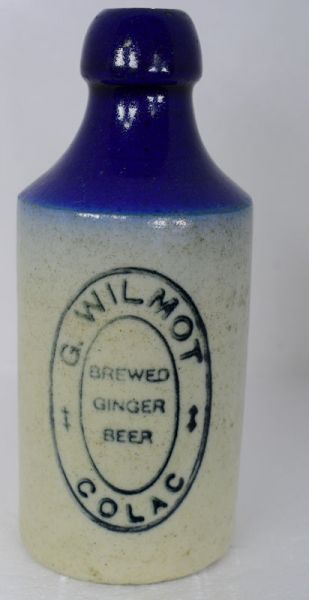 G. WILMOT
BREWED
GINGER
BEER
COLAC